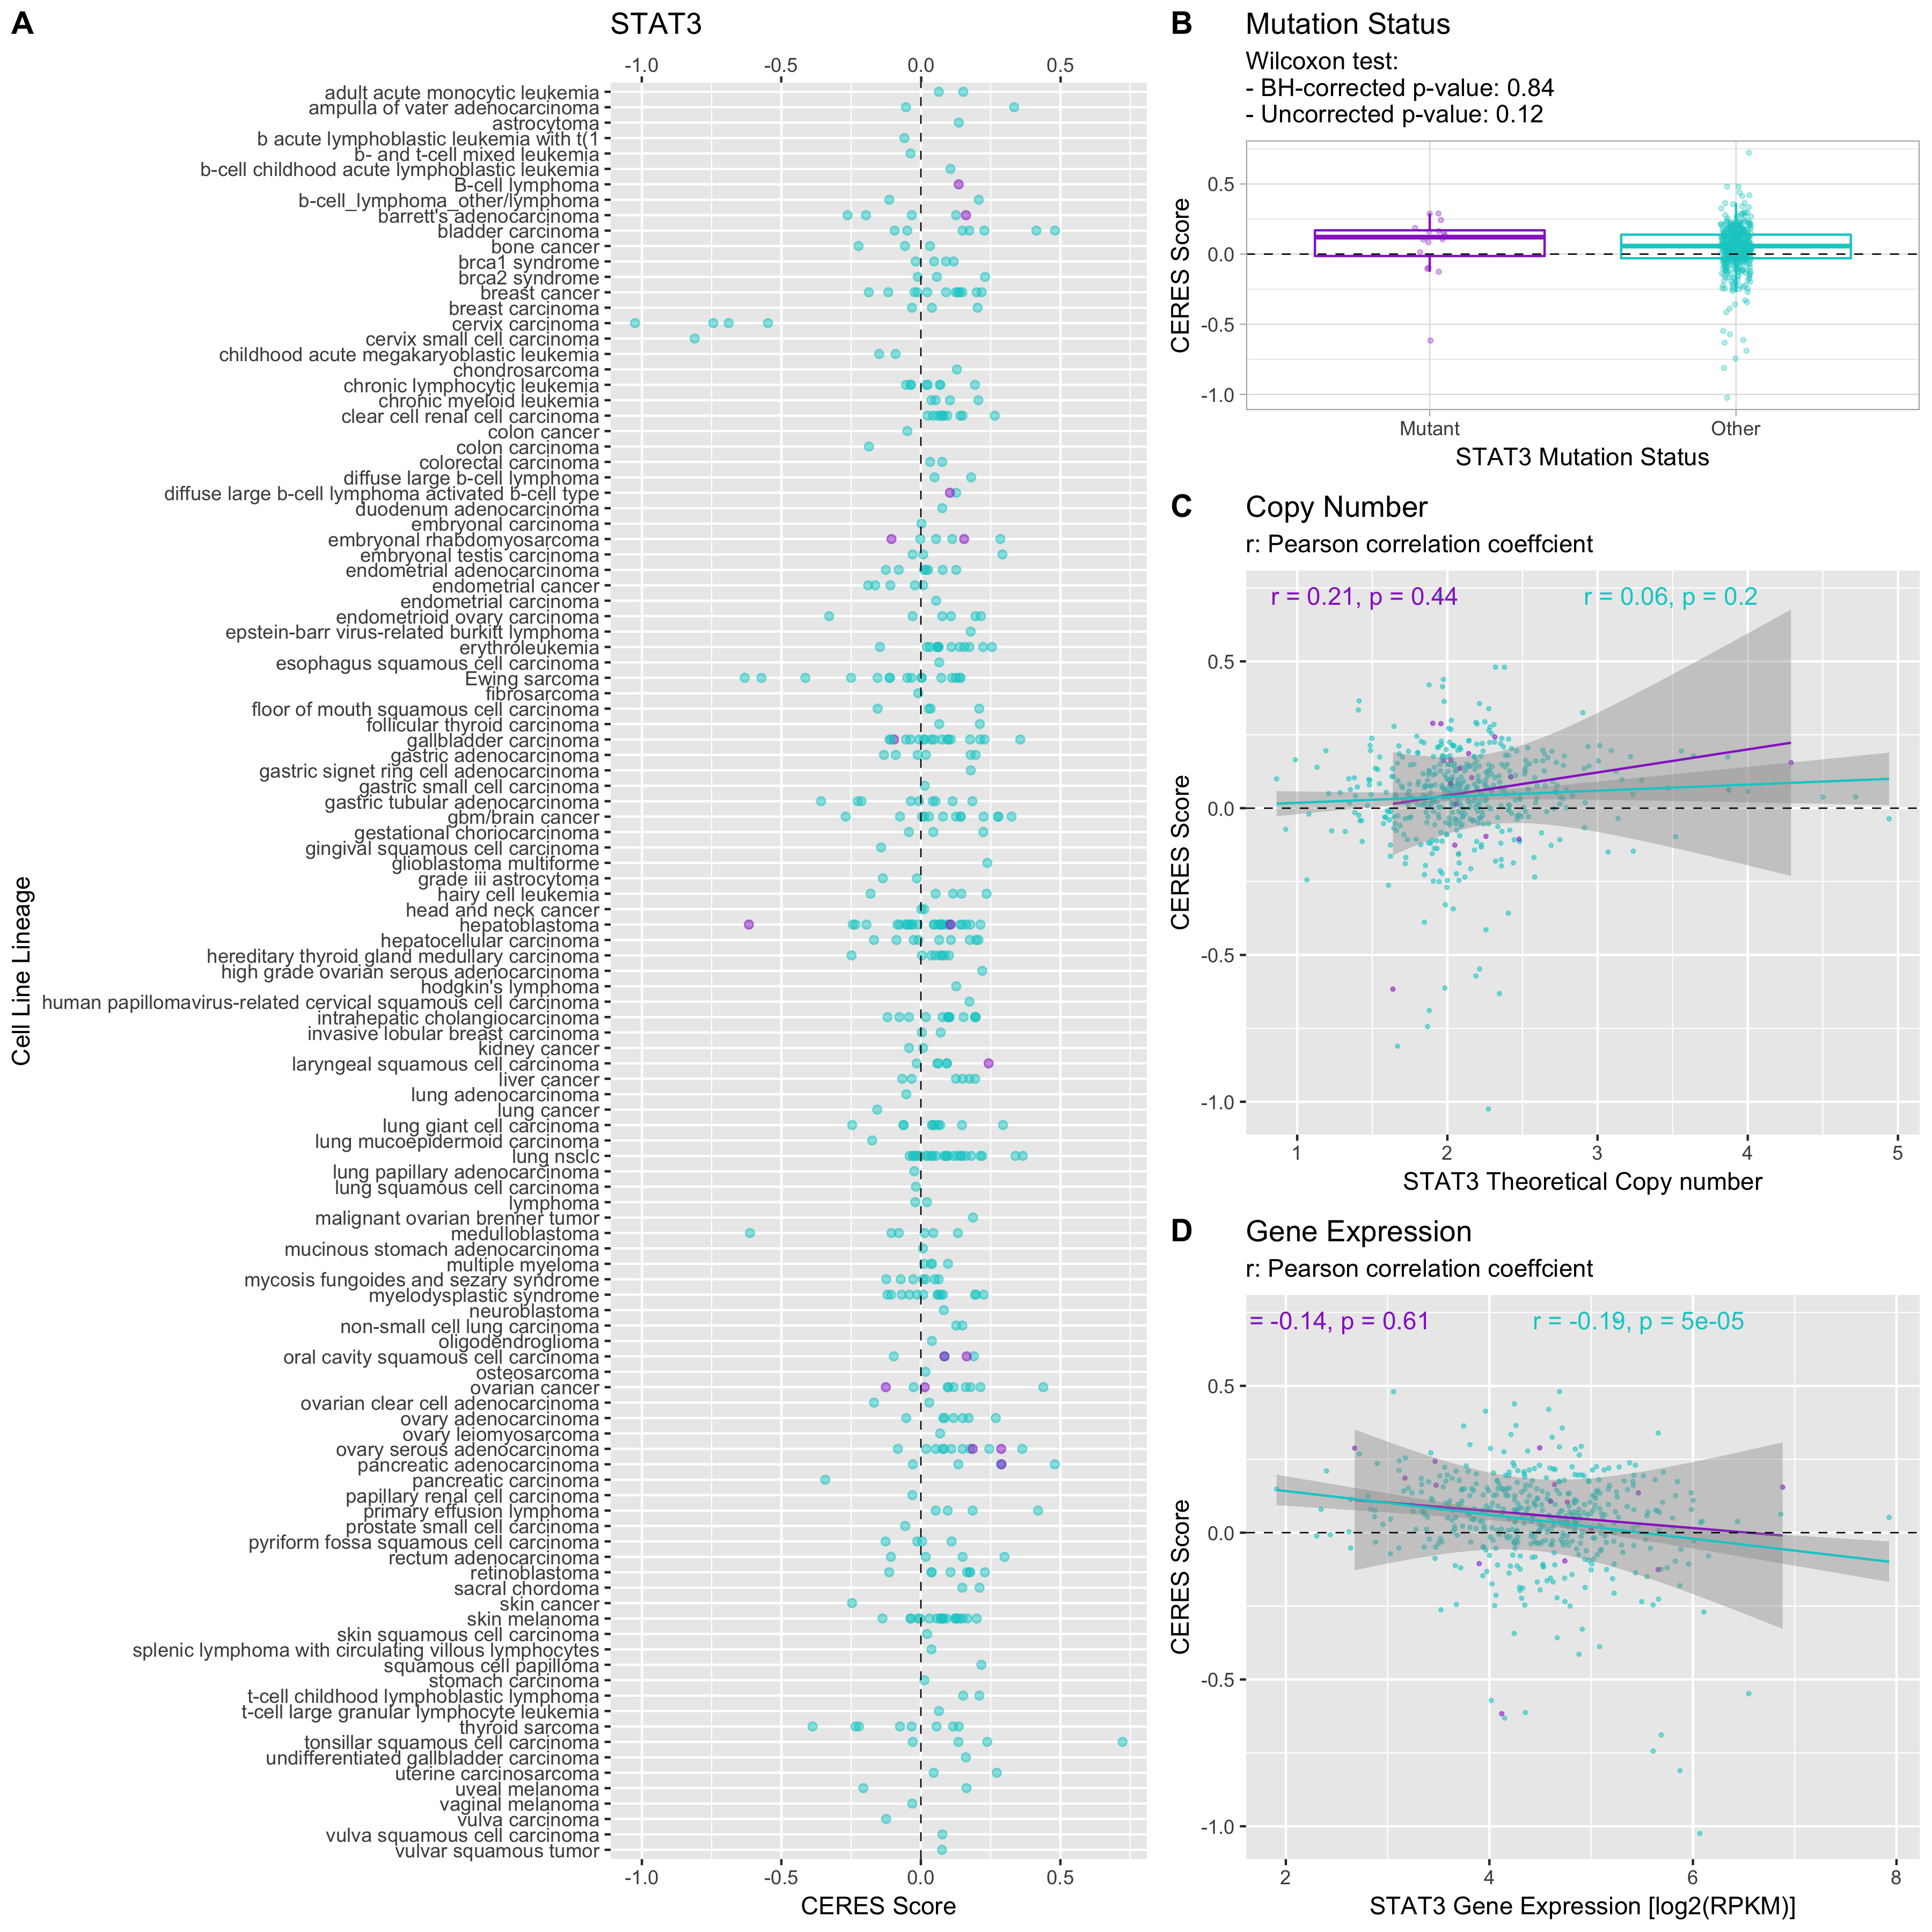 A
STAT3
-1.0 -0.5 0.0 0.5
adult acute monocytic leukemia
ampulla of vater adenocarcinoma
astrocytoma
b acute lymphoblastic leukemia with t(1
b- and t-cell mixed leukemia
b-cell childhood acute lymphoblastic leukemia
B-cell lymphoma
b-cell_lymphoma_other/lymphoma
barrett's adenocarcinoma
bladder carcinoma
bone cancer
brca1 syndrome
brca2 syndrome
breast cancer
breast carcinoma
cervix carcinoma
cervix small cell carcinoma
childhood acute megakaryoblastic leukemia
chondrosarcoma
chronic lymphocytic leukemia
chronic myeloid leukemia
clear cell renal cell carcinoma
colon cancer
colon carcinoma
colorectal carcinoma
diffuse large b-cell lymphoma
diffuse large b-cell lymphoma activated b-cell type
duodenum adenocarcinoma
embryonal carcinoma
embryonal rhabdomyosarcoma
embryonal testis carcinoma
endometrial adenocarcinoma
endometrial cancer
endometrial carcinoma
endometrioid ovary carcinoma
epstein-barr virus-related burkitt lymphoma
erythroleukemia
esophagus squamous cell carcinoma
Ewing sarcoma
fibrosarcoma
floor of mouth squamous cell carcinoma
follicular thyroid carcinoma
gallbladder carcinoma
gastric adenocarcinoma
gastric signet ring cell adenocarcinoma
gastric small cell carcinoma
gastric tubular adenocarcinoma
gbm/brain cancer
gestational choriocarcinoma
gingival squamous cell carcinoma
glioblastoma multiforme
grade iii astrocytoma
hairy cell leukemia
head and neck cancer
hepatoblastoma
hepatocellular carcinoma
hereditary thyroid gland medullary carcinoma
high grade ovarian serous adenocarcinoma
hodgkin's lymphoma
human papillomavirus-related cervical squamous cell carcinoma
intrahepatic cholangiocarcinoma
invasive lobular breast carcinoma
kidney cancer
laryngeal squamous cell carcinoma
liver cancer
lung adenocarcinoma
lung cancer
lung giant cell carcinoma
lung mucoepidermoid carcinoma
lung nsclc
lung papillary adenocarcinoma
lung squamous cell carcinoma
lymphoma
malignant ovarian brenner tumor
medulloblastoma
mucinous stomach adenocarcinoma
multiple myeloma
mycosis fungoides and sezary syndrome
myelodysplastic syndrome
neuroblastoma
non-small cell lung carcinoma
oligodendroglioma
oral cavity squamous cell carcinoma
osteosarcoma
ovarian cancer
ovarian clear cell adenocarcinoma
ovary adenocarcinoma
ovary leiomyosarcoma
ovary serous adenocarcinoma
pancreatic adenocarcinoma
pancreatic carcinoma
papillary renal cell carcinoma
primary effusion lymphoma
prostate small cell carcinoma
pyriform fossa squamous cell carcinoma
rectum adenocarcinoma
retinoblastoma
sacral chordoma
skin cancer
skin melanoma
skin squamous cell carcinoma
splenic lymphoma with circulating villous lymphocytes
squamous cell papilloma
stomach carcinoma
t-cell childhood lymphoblastic lymphoma
t-cell large granular lymphocyte leukemia
thyroid sarcoma
tonsillar squamous cell carcinoma
undifferentiated gallbladder carcinoma
uterine carcinosarcoma
uveal melanoma
vaginal melanoma
vulva carcinoma
vulva squamous cell carcinoma
vulvar squamous tumor
Cell Line Lineage
-1.0 -0.5 0.0 0.5
CERES Score
B
Mutation Status
Wilcoxon test:
- BH-corrected p-value: 0.84
- Uncorrected p-value: 0.12
CERES Score
0.5
0.0
-0.5
-1.0
Mutant Other
STAT3 Mutation Status
C
Copy Number
r: Pearson correlation coeffcient
r = 0.21, p = 0.44 r = 0.06, p = 0.2
CERES Score
0.5
0.0
-0.5
-1.0
1 2 3 4 5
STAT3 Theoretical Copy number
D
Gene Expression
r: Pearson correlation coeffcient
= -0.14, p = 0.61 r = -0.19, p = 5e-05
CERES Score
0.5
0.0
-0.5
-1.0
2 4 6 8
STAT3 Gene Expression [log2(RPKM)]